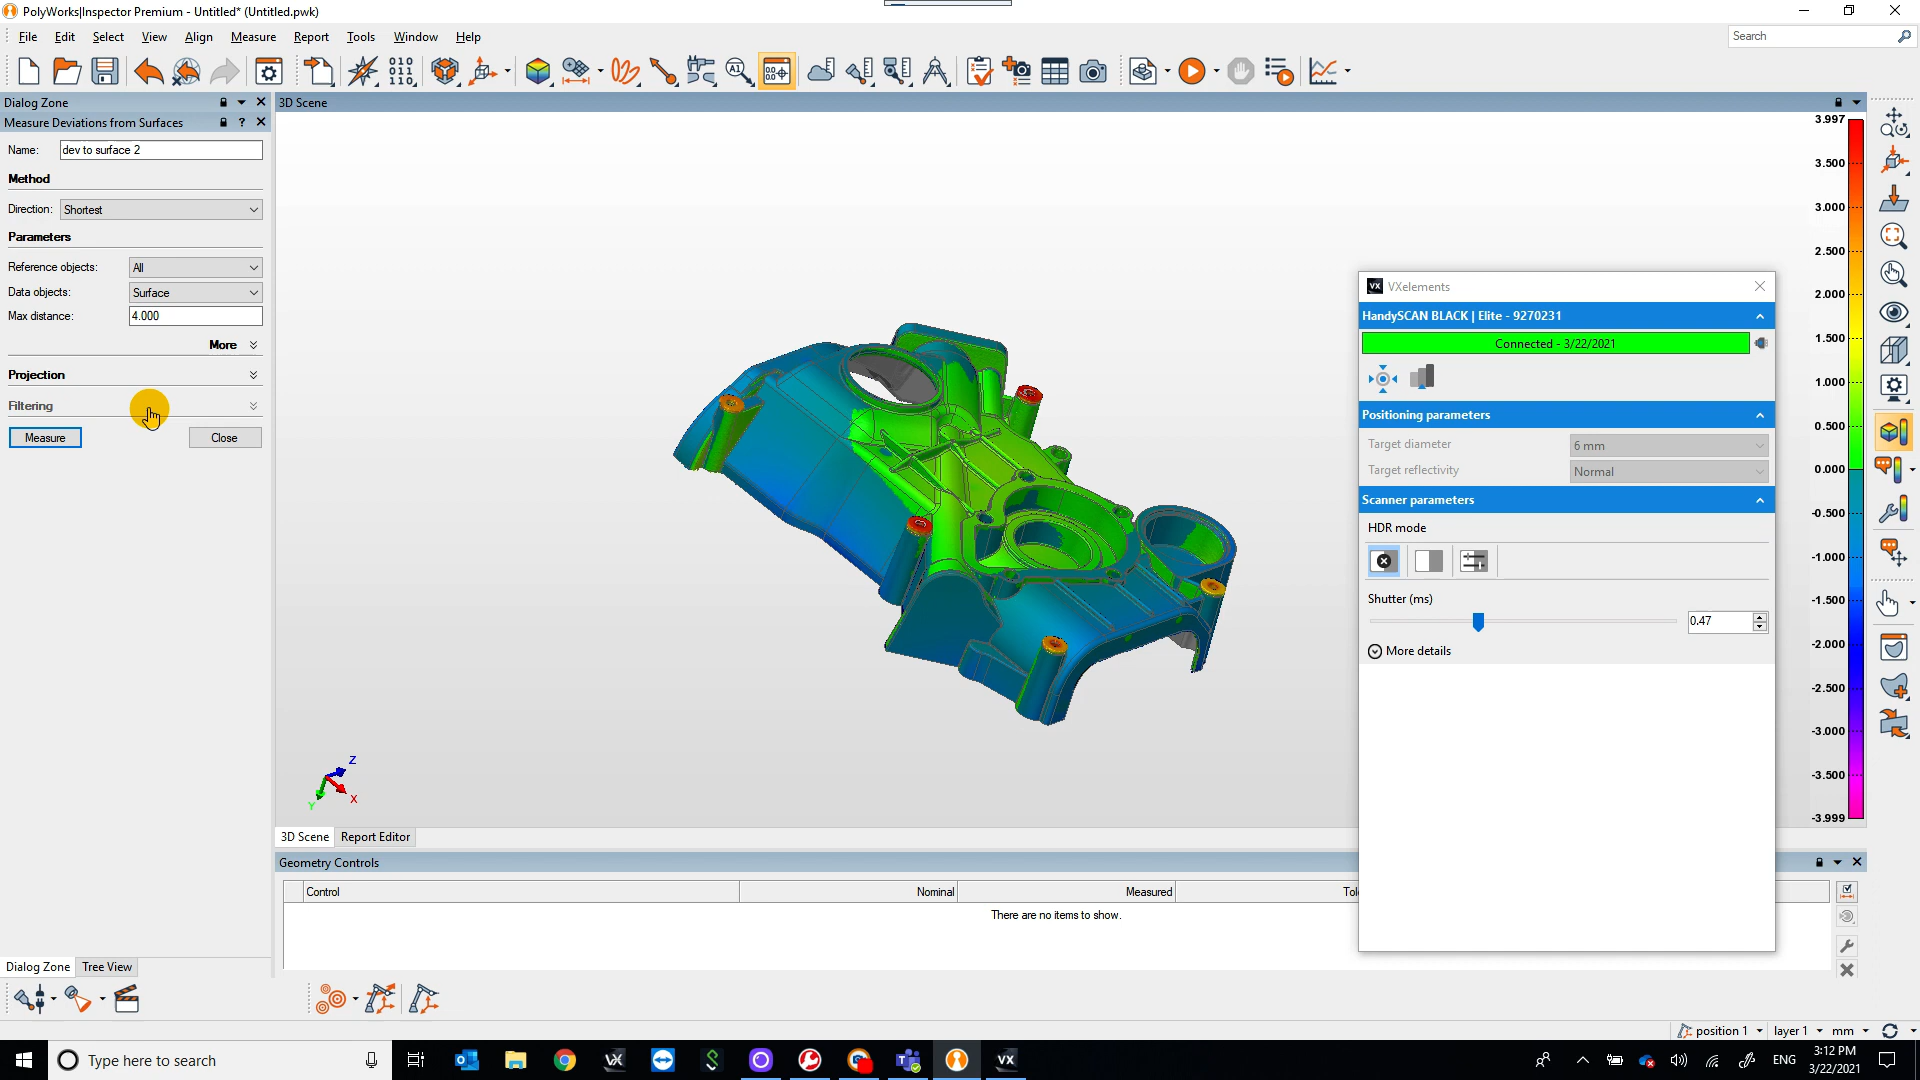 PolyWorks|Inspector Premium - Untitled* (Untitled.pwk)
File Edit Select View Align Measure Report Tools Window Help
Search
Dialog Zone
3D Scene
Measure Deviations from Surfaces
Name: dev to surface 2
Method
Direction: Shortest
Parameters
Reference objects: All
Data objects: Surface
Max distance: 4.000
More
Projection
Filtering
Measure Close
3.997
3.500
3.000
2.500
2.000
1.500
1.000
0.500
0.000
-0.500
-1.000
-1.500
-2.000
-2.500
-3.000
-3.500
-3.999
VX VXelements
HandySCAN BLACK | Elite - 9270231
Connected - 3/22/2021
Positioning parameters
Target diameter 6 mm
Target reflectivity Normal
Scanner parameters
HDR mode
Shutter (ms)
0.47
More details
Z
X
Y
3D Scene Report Editor
Geometry Controls
Control Nominal Measured Tol
There are no items to show.
Dialog Zone Tree View
position 1 layer 1 mm
Type here to search
ENG
3:12 PM
3/22/2021